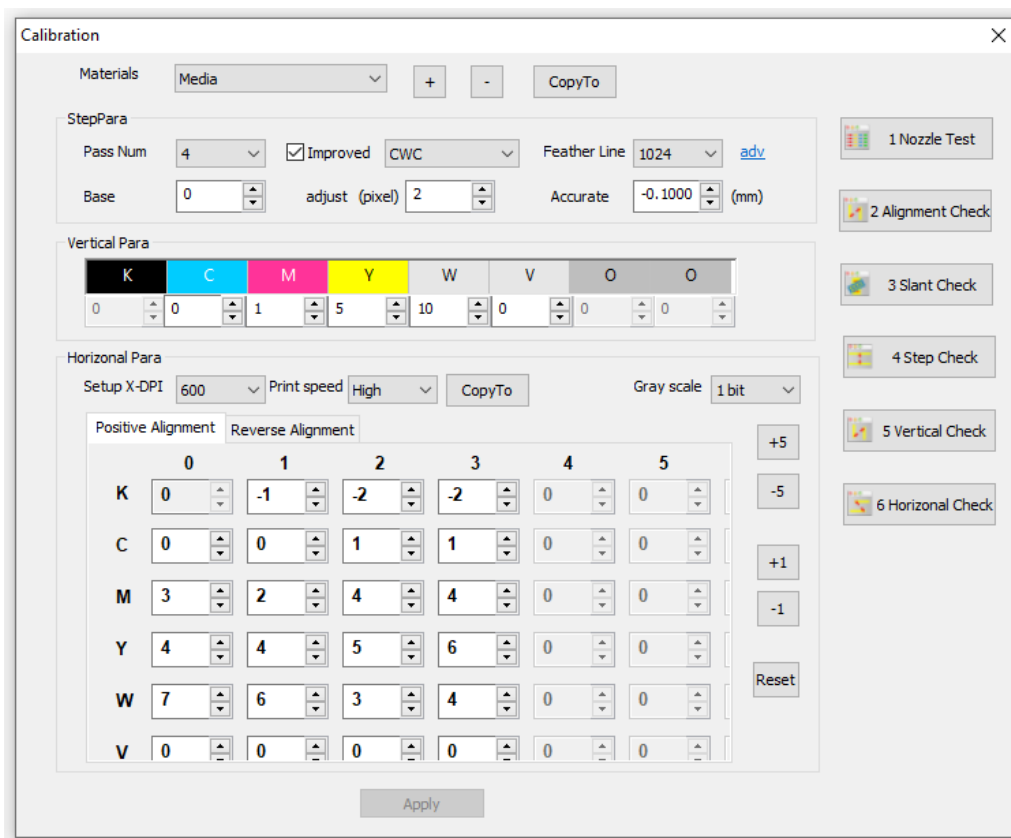 Calibration
Materials Media + - CopyTo
StepPara
Pass Num 4 Improved CWC Feather Line 1024 adv
Base 0 adjust (pixel) 2 Accurate -0.1000 (mm)
Vertical Para
K C M Y W V O O
0 0 1 5 10 0 0 0
Horizonal Para
Setup X-DPI 600 Print speed High CopyTo Gray scale 1 bit
Positive Alignment Reverse Alignment
0 1 2 3 4 5
K 0 -1 -2 -2 0 0
C 0 0 1 1 0 0
M 3 2 4 4 0 0
Y 4 4 5 6 0 0
W 7 6 3 4 0 0
V 0 0 0 0 0 0
+5
-5
+1
-1
Reset
Apply
1 Nozzle Test
2 Alignment Check
3 Slant Check
4 Step Check
5 Vertical Check
6 Horizonal Check